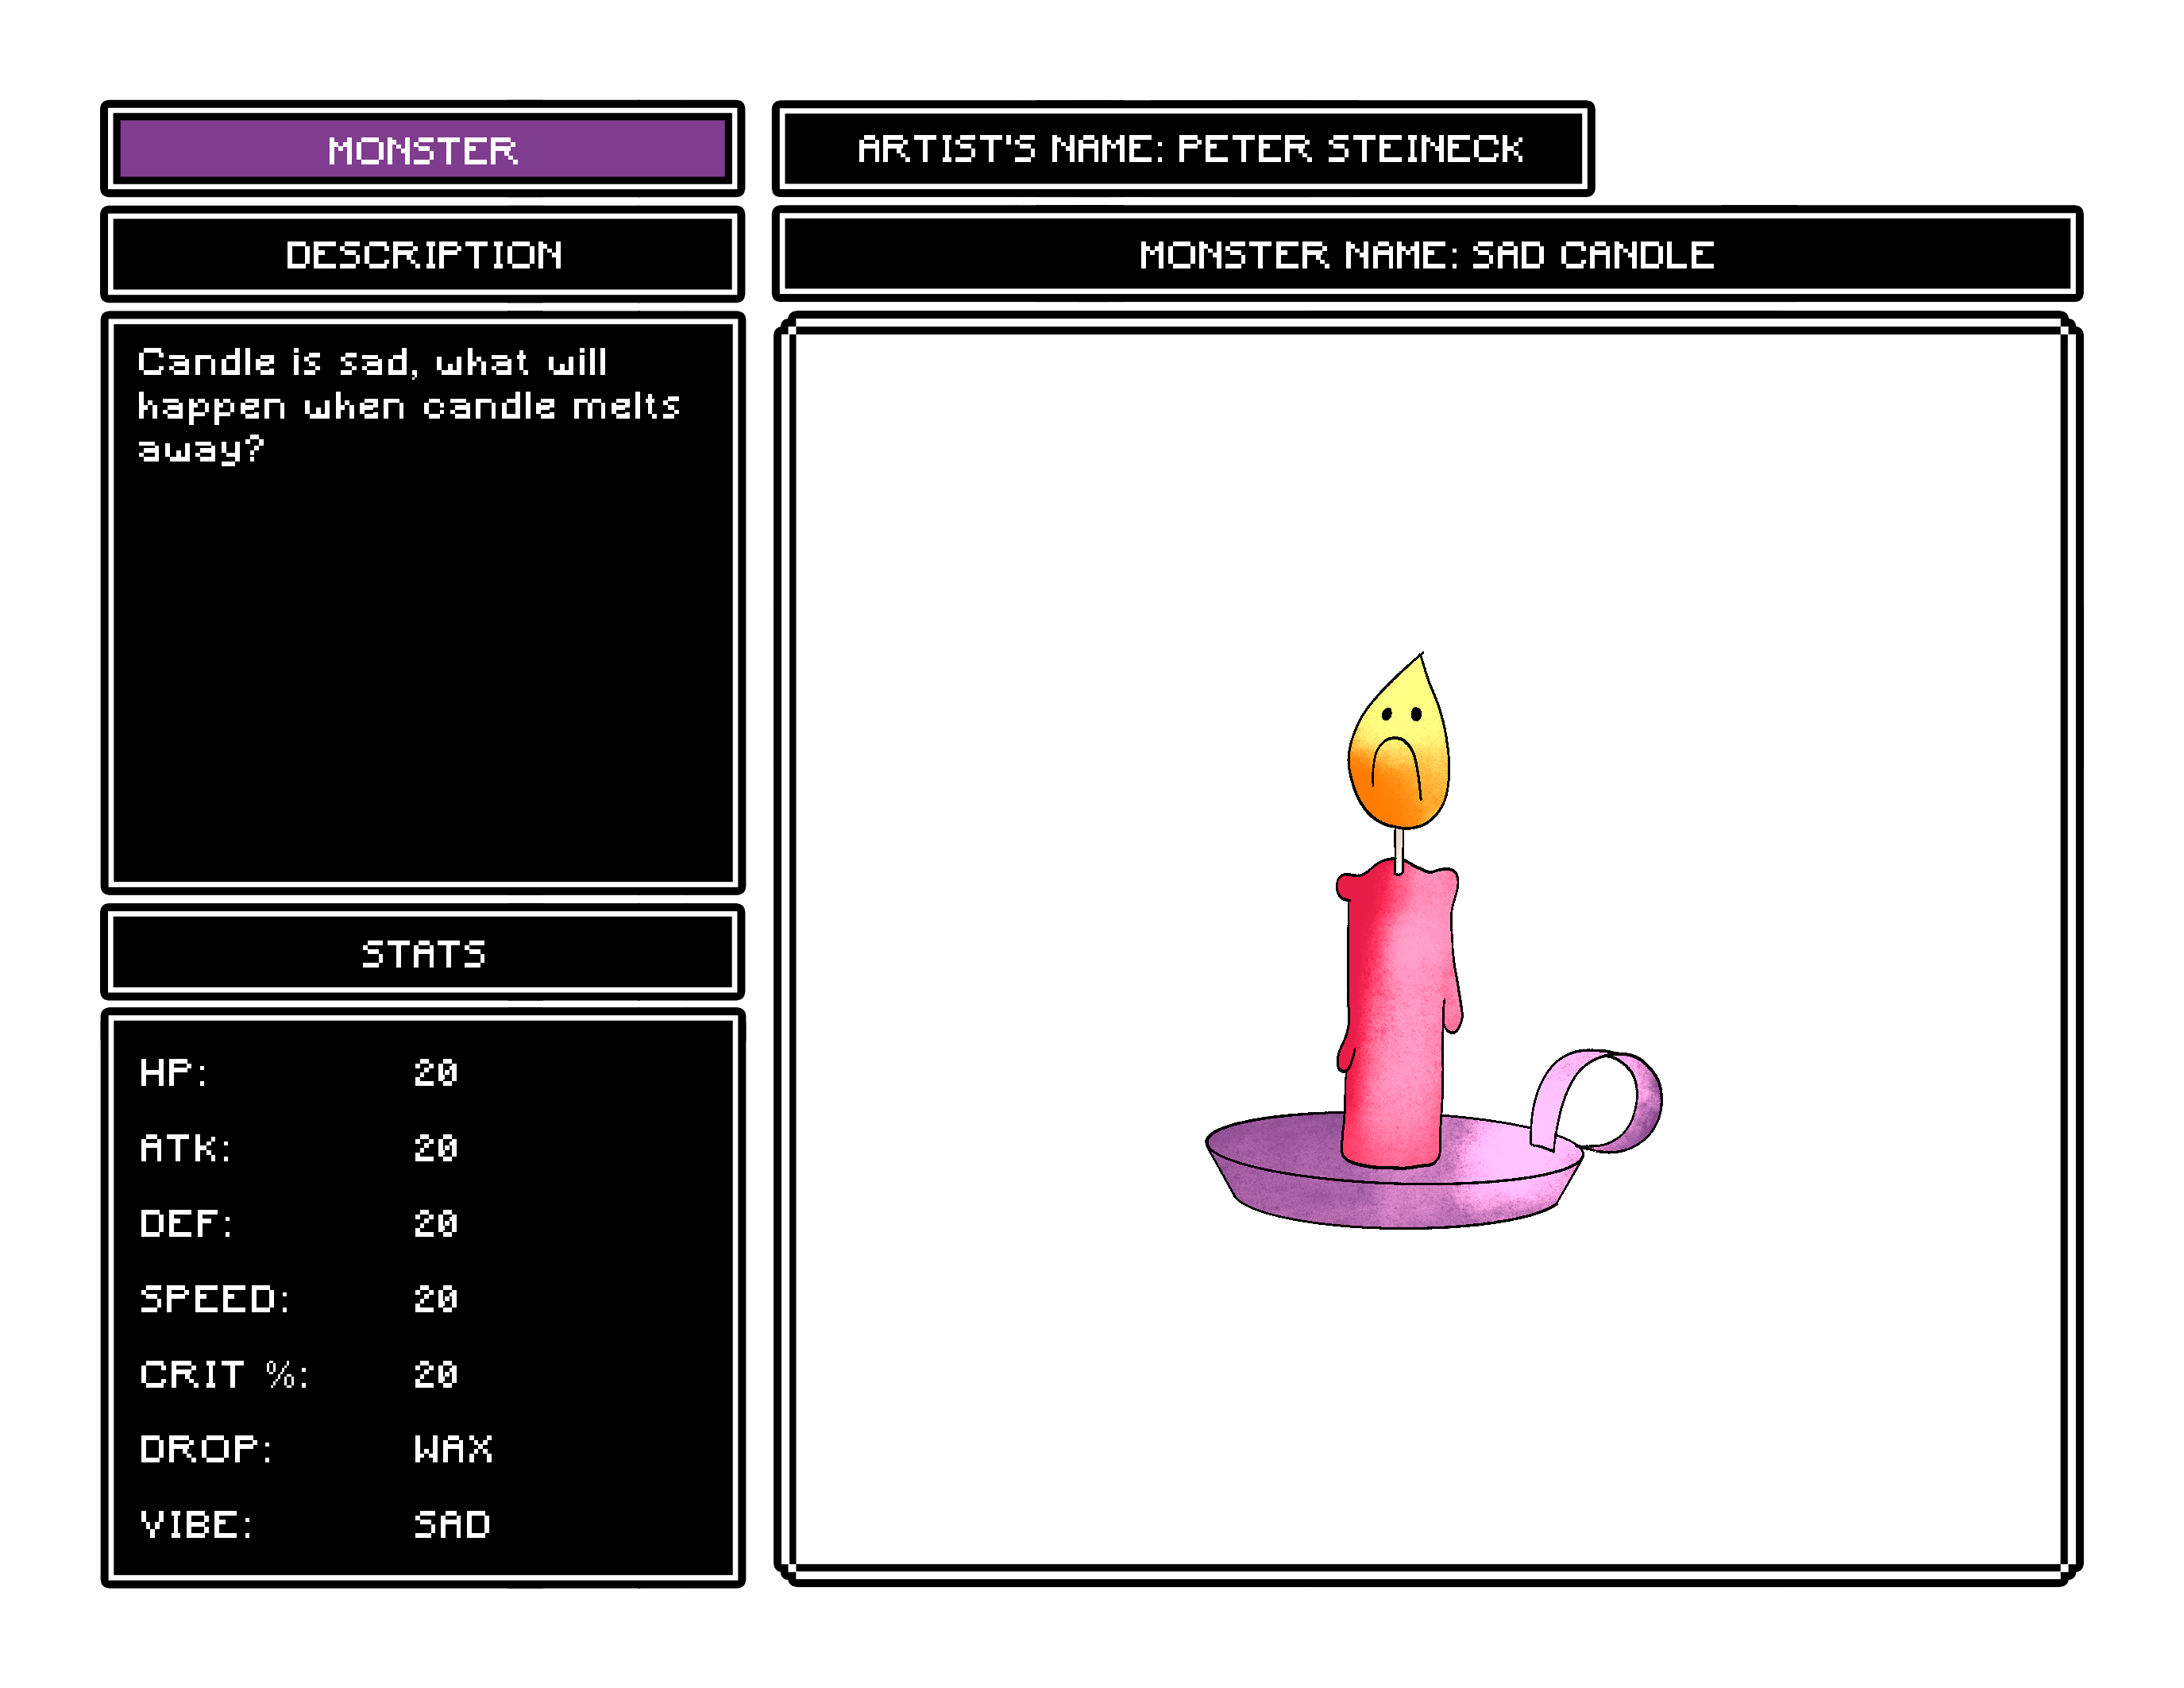 MONSTER
ARTIST'S NAME: PETER STEINECK
DESCRIPTION
MONSTER NAME: SAD CANDLE
Candle is sad, what will
happen when candle melts
away?
STATS
HP: 20
ATK: 20
DEF: 20
SPEED: 20
CRIT %: 20
DROP: WAX
VIBE: SAD